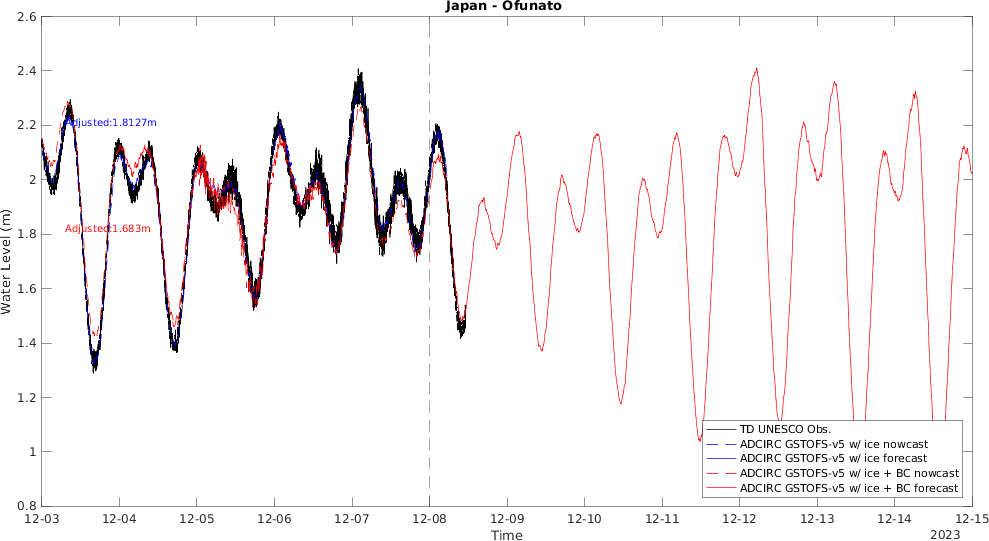 Japan - Ofunato
2.6
2.4
2.2
2
1.8
1.6
1.4
1.2
1
0.8
Water Level (m)
Adjusted:1.8127m
Adjusted:1.683m
TD UNESCO Obs.
ADCIRC GSTOFS-v5 w/ ice nowcast
ADCIRC GSTOFS-v5 w/ ice forecast
ADCIRC GSTOFS-v5 w/ ice + BC nowcast
ADCIRC GSTOFS-v5 w/ ice + BC forecast
12-03 12-04 12-05 12-06 12-07 12-08 12-09 12-10 12-11 12-12 12-13 12-14 12-15
Time
2023